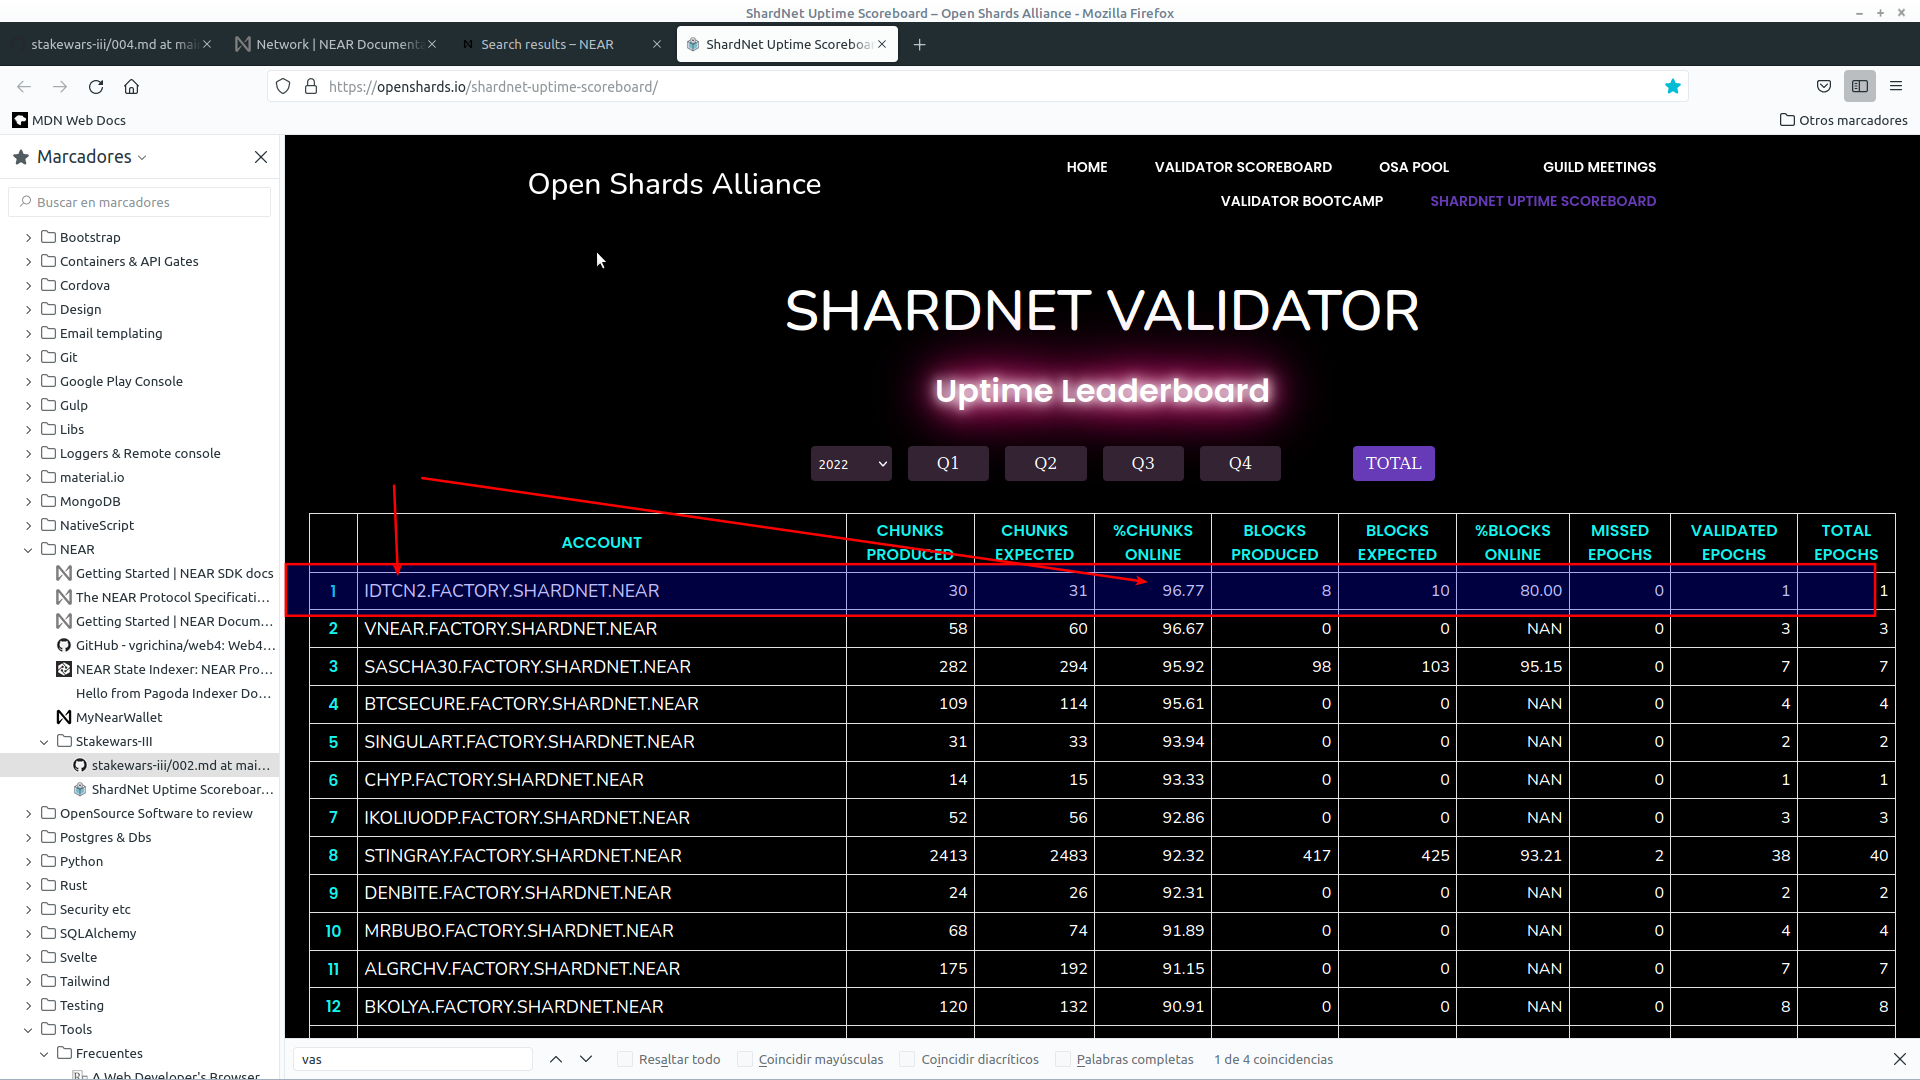 ShardNet Uptime Scoreboard – Open Shards Alliance - Mozilla Firefox
stakewars-iii/004.md at mai
Network | NEAR Documenta
Search results – NEAR
ShardNet Uptime Scoreboa
https://openshards.io/shardnet-uptime-scoreboard/
MDN Web Docs
Otros marcadores
Marcadores
Buscar en marcadores
Bootstrap
Containers & API Gates
Cordova
Design
Email templating
Git
Google Play Console
Gulp
Libs
Loggers & Remote console
material.io
MongoDB
NativeScript
NEAR
Getting Started | NEAR SDK docs
The NEAR Protocol Specificati...
Getting Started | NEAR Docum...
GitHub - vgrichina/web4: Web4...
NEAR State Indexer: NEAR Pro...
Hello from Pagoda Indexer Do...
MyNearWallet
Stakewars-III
stakewars-iii/002.md at mai...
ShardNet Uptime Scoreboar...
OpenSource Software to review
Postgres & Dbs
Python
Rust
Security etc
SQLAlchemy
Svelte
Tailwind
Testing
Tools
Frecuentes
A Web Developer's Browser
Open Shards Alliance
HOME VALIDATOR SCOREBOARD OSA POOL GUILD MEETINGS
VALIDATOR BOOTCAMP SHARDNET UPTIME SCOREBOARD
SHARDNET VALIDATOR
Uptime Leaderboard
2022 Q1 Q2 Q3 Q4 TOTAL
ACCOUNT CHUNKS PRODUCED CHUNKS EXPECTED %CHUNKS ONLINE BLOCKS PRODUCED BLOCKS EXPECTED %BLOCKS ONLINE MISSED EPOCHS VALIDATED EPOCHS TOTAL EPOCHS
1 IDTCN2.FACTORY.SHARDNET.NEAR 30 31 96.77 8 10 80.00 0 1 1
2 VNEAR.FACTORY.SHARDNET.NEAR 58 60 96.67 0 0 NAN 0 3 3
3 SASCHA30.FACTORY.SHARDNET.NEAR 282 294 95.92 98 103 95.15 0 7 7
4 BTCSECURE.FACTORY.SHARDNET.NEAR 109 114 95.61 0 0 NAN 0 4 4
5 SINGULART.FACTORY.SHARDNET.NEAR 31 33 93.94 0 0 NAN 0 2 2
6 CHYP.FACTORY.SHARDNET.NEAR 14 15 93.33 0 0 NAN 0 1 1
7 IKOLIUODP.FACTORY.SHARDNET.NEAR 52 56 92.86 0 0 NAN 0 3 3
8 STINGRAY.FACTORY.SHARDNET.NEAR 2413 2483 92.32 417 425 93.21 2 38 40
9 DENBITE.FACTORY.SHARDNET.NEAR 24 26 92.31 0 0 NAN 0 2 2
10 MRBUBO.FACTORY.SHARDNET.NEAR 68 74 91.89 0 0 NAN 0 4 4
11 ALGRCHV.FACTORY.SHARDNET.NEAR 175 192 91.15 0 0 NAN 0 7 7
12 BKOLYA.FACTORY.SHARDNET.NEAR 120 132 90.91 0 0 NAN 0 8 8
vas Resaltar todo Coincidir mayúsculas Coincidir diacríticos Palabras completas 1 de 4 coincidencias